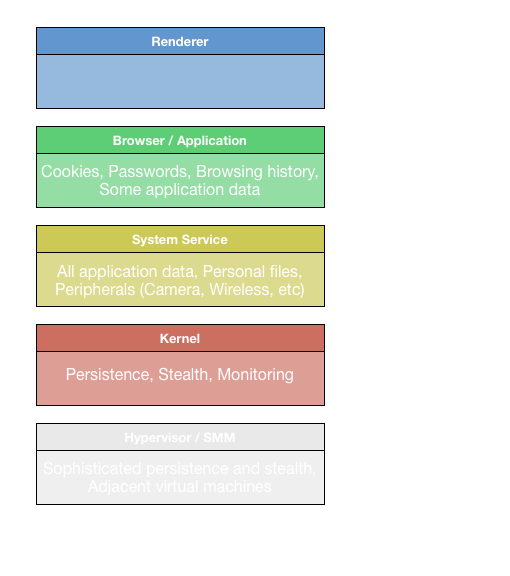 Renderer
Browser / Application
Cookies, Passwords, Browsing history,
Some application data
System Service
All application data, Personal files,
Peripherals (Camera, Wireless, etc)
Kernel
Persistence, Stealth, Monitoring
Hypervisor / SMM
Sophisticated persistence and stealth,
Adjacent virtual machines